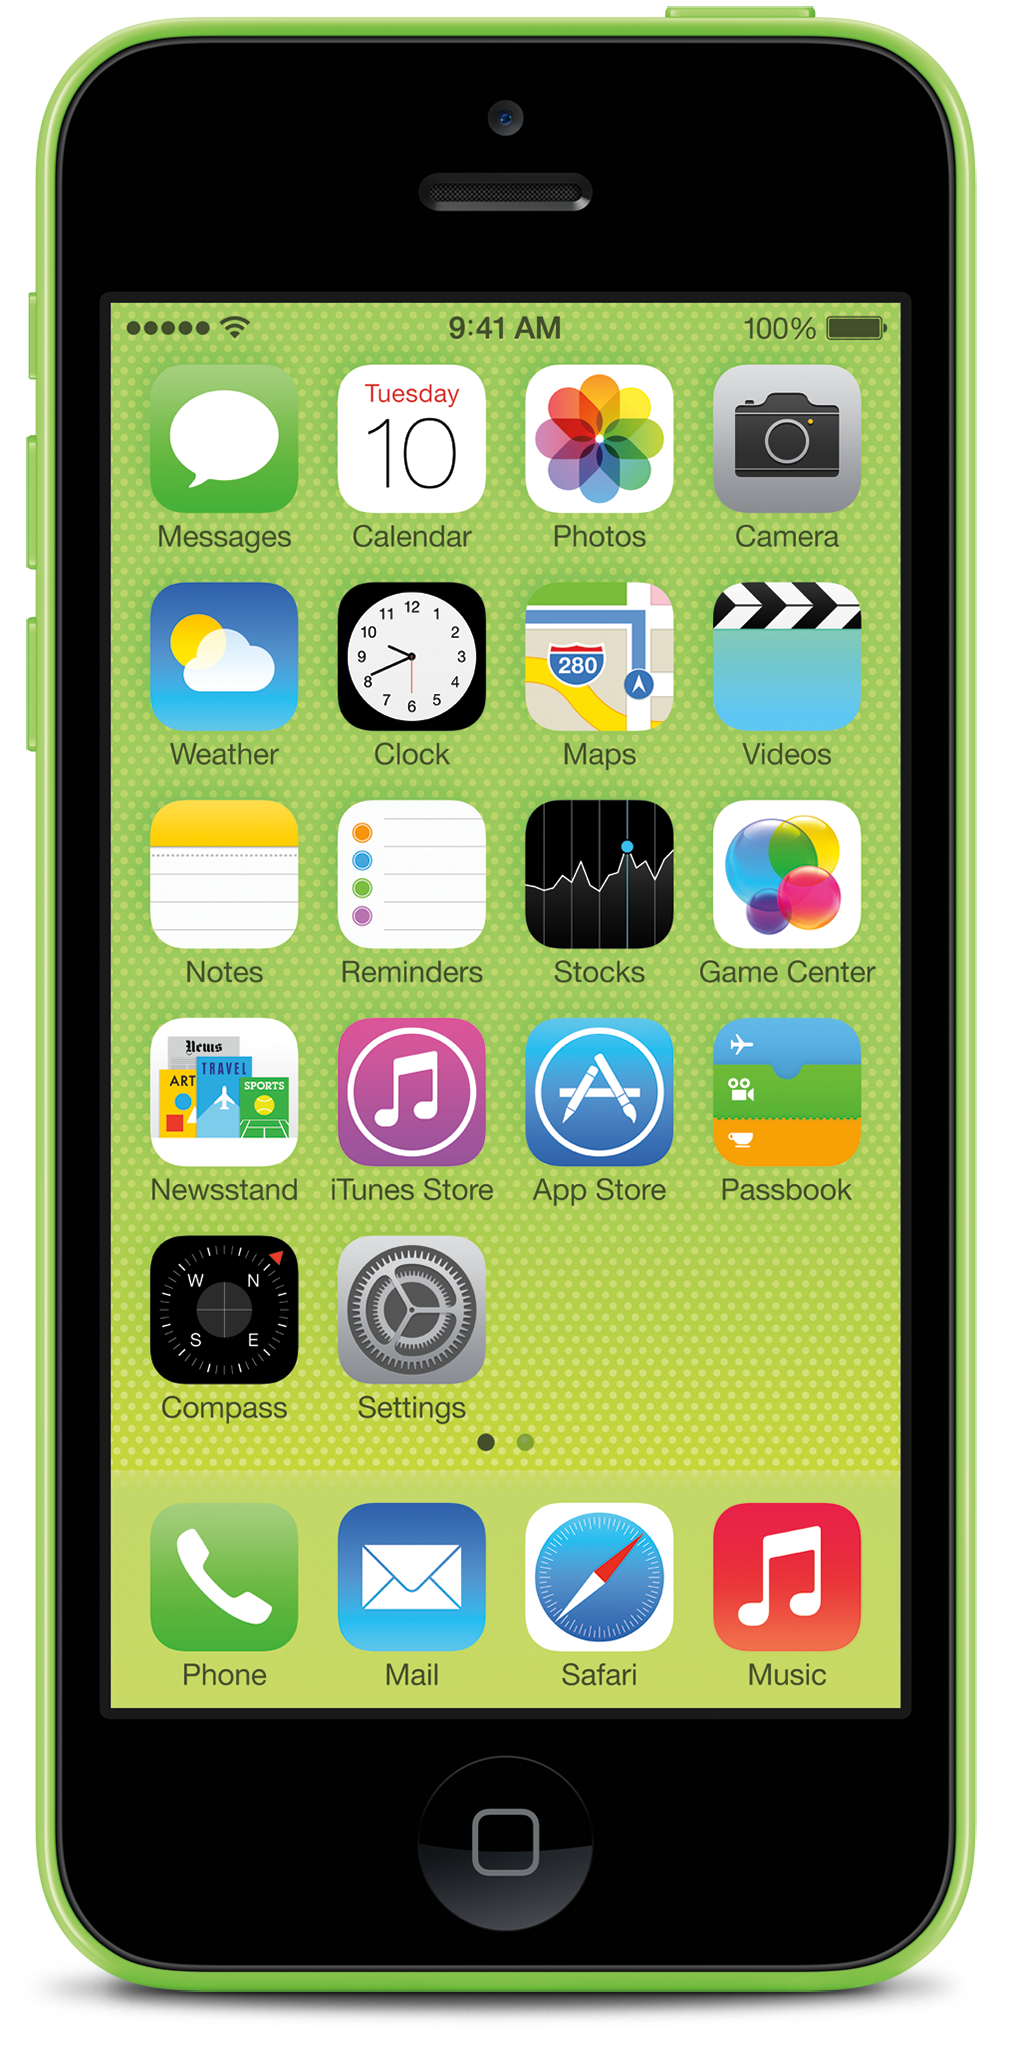 9:41 AM 100%
Tuesday
10
Messages Calendar Photos Camera
11 12 1
10 2
9 3
8 4
7 6 5
280
Weather Clock Maps Videos
Notes Reminders Stocks Game Center
News
TRAVEL
ART
SPORTS
Newsstand iTunes Store App Store Passbook
W N
S E
Compass Settings
Phone Mail Safari Music